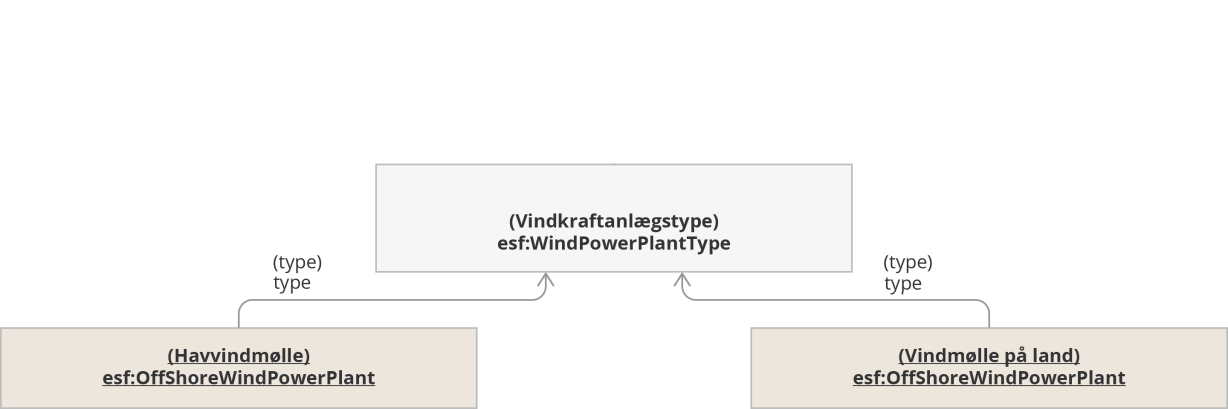 (Vindkraftanlægstype)
esf:WindPowerPlantType
(type)
type
(type)
type
(Havvindmølle)
esf:OffShoreWindPowerPlant
(Vindmølle på land)
esf:OffShoreWindPowerPlant